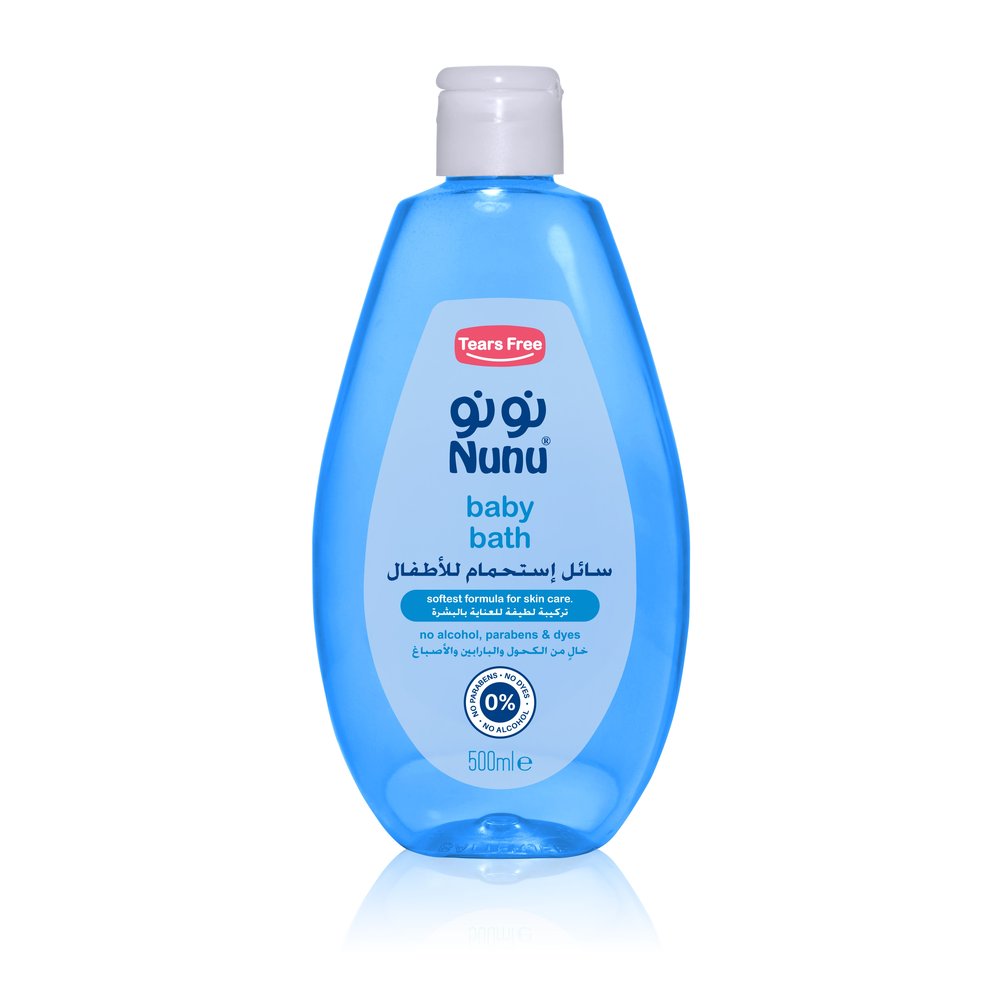 Tears Free
نونو
Nunu®
baby
bath
سائل إستحمام للأطفال
softest formula for skin care.
تركيبة لطيفة للعناية بالبشرة
no alcohol, parabens & dyes
خالٍ من الكحول والبارابين والأصباغ
NO PARABENS • NO DYES • NO ALCOHOL •
0%
500ml e